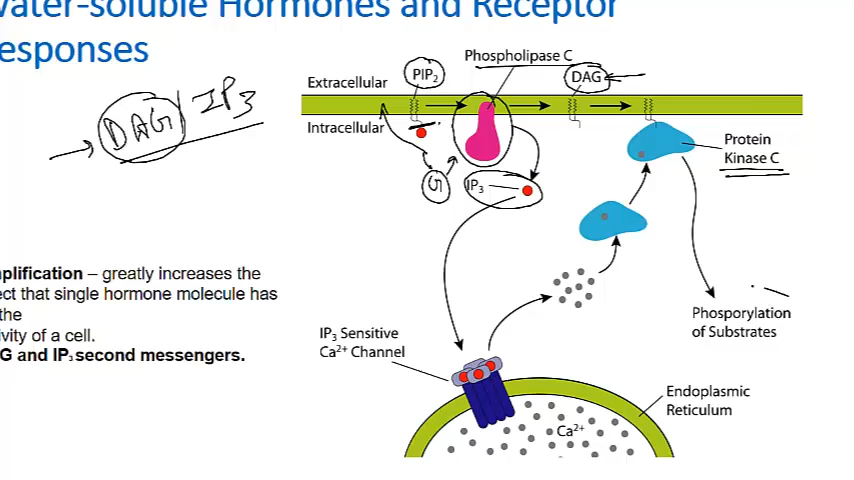 Water-soluble Hormones and Receptor
esponses
DAG IP3
mplification – greatly increases the
ect that single hormone molecule has
the
ivity of a cell.
G and IP3 second messengers.
Extracellular
Intracellular
PIP2
Phospholipase C
DAG
G
IP3
Protein
Kinase C
Phosporylation
of Substrates
IP3 Sensitive
Ca2+ Channel
Endoplasmic
Reticulum
Ca2+